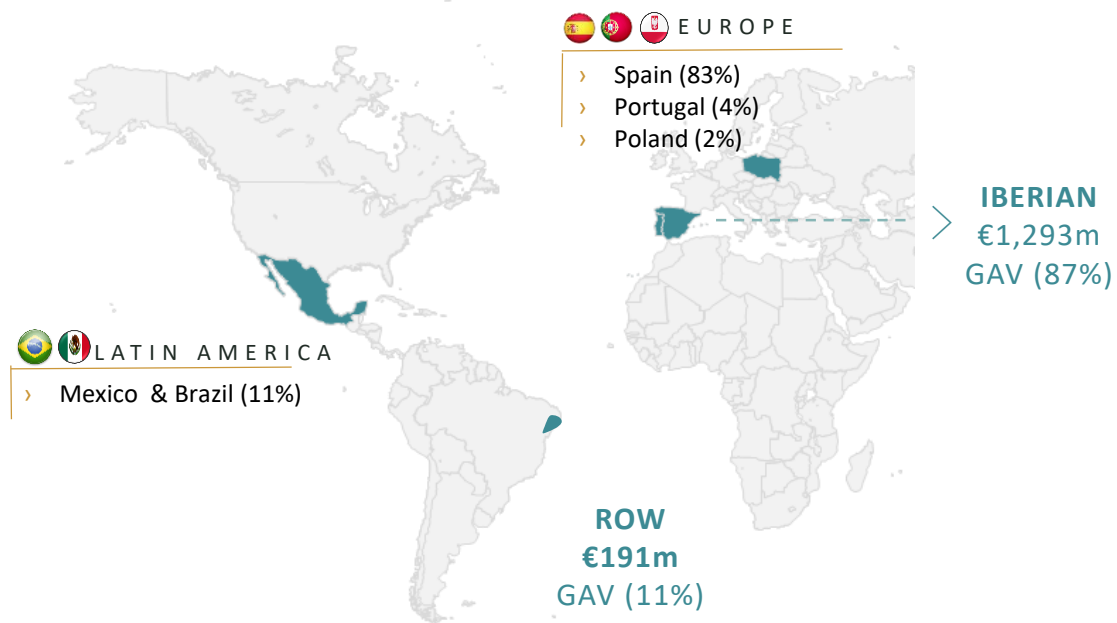 EUROPE
› Spain (83%)
› Portugal (4%)
› Poland (2%)
IBERIAN
€1,293m
GAV (87%)
LATIN AMERICA
› Mexico & Brazil (11%)
ROW
€191m
GAV (11%)